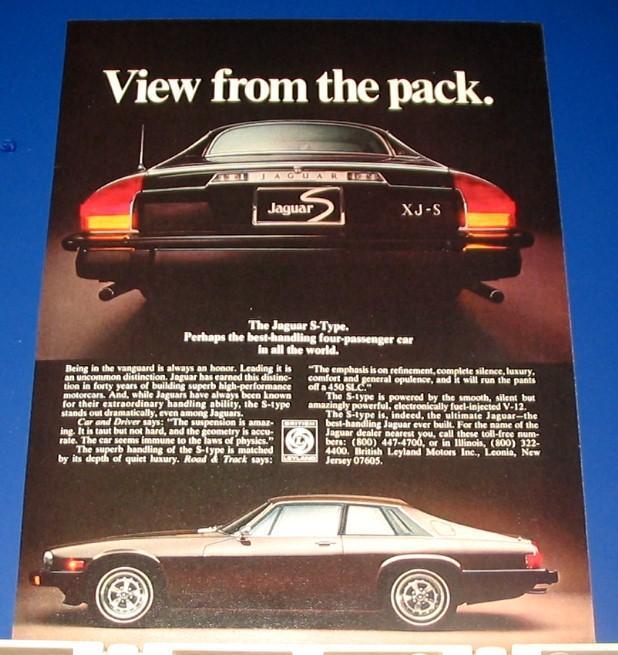 View from the pack.
JAGUAR
Jaguar S
XJ-S
The Jaguar S-Type.
Perhaps the best-handling four-passenger car
in all the world.
Being in the vanguard is always an honor. Leading it is
an uncommon distinction. Jaguar has earned this distinc-
tion in forty years of building superb high-performance
motorcars. And, while Jaguars have always been known
for their extraordinary handling ability, the S-type
stands out dramatically, even among Jaguars.
Car and Driver says: "The suspension is amaz-
ing. It is taut but not hard, and the geometry is accu-
rate. The car seems immune to the laws of physics."
The superb handling of the S-type is matched
by its depth of quiet luxury. Road & Track says:
BRITISH
LEYLAND
"The emphasis is on refinement, complete silence, luxury,
comfort and general opulence, and it will run the pants
off a 450 SLC."
The S-type is powered by the smooth, silent but
amazingly powerful, electronically fuel-injected V-12.
The S-type is, indeed, the ultimate Jaguar—the
best-handling Jaguar ever built. For the name of the
Jaguar dealer nearest you, call these toll-free num-
bers: (800) 447-4700, or in Illinois, (800) 322-
4400. British Leyland Motors Inc., Leonia, New
Jersey 07605.